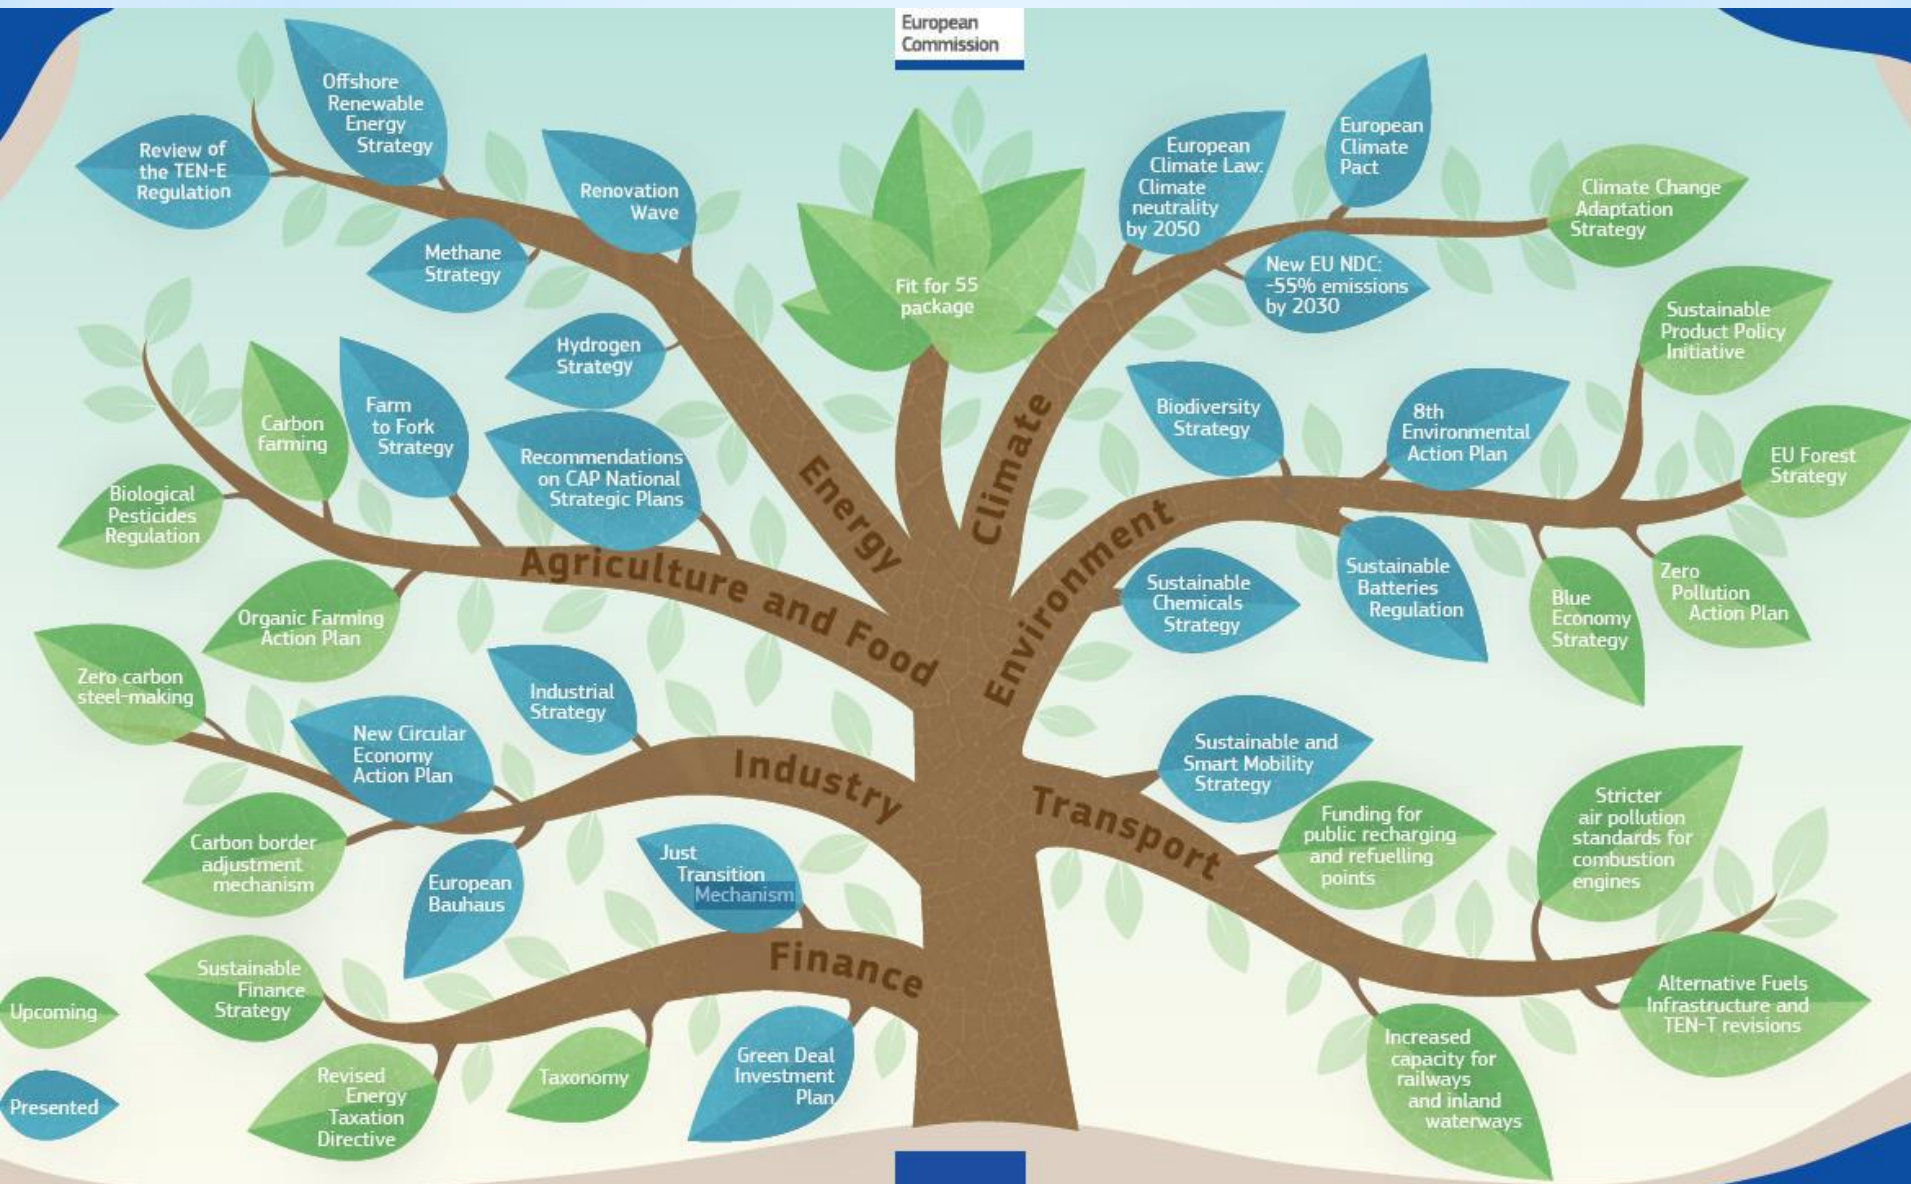 European
Commission
Offshore
Renewable
Energy
Strategy
Review of
the TEN-E
Regulation
Renovation
Wave
Methane
Strategy
Hydrogen
Strategy
Energy
Fit for 55
package
European
Climate Law:
Climate
neutrality
by 2050
European
Climate
Pact
Climate Change
Adaptation
Strategy
New EU NDC:
-55% emissions
by 2030
Climate
Carbon
farming
Farm
to Fork
Strategy
Recommendations
on CAP National
Strategic Plans
Biological
Pesticides
Regulation
Organic Farming
Action Plan
Agriculture and Food
Biodiversity
Strategy
8th
Environmental
Action Plan
Sustainable
Product Policy
Initiative
EU Forest
Strategy
Sustainable
Chemicals
Strategy
Sustainable
Batteries
Regulation
Blue
Economy
Strategy
Zero
Pollution
Action Plan
Environment
Zero carbon
steel-making
New Circular
Economy
Action Plan
Industrial
Strategy
Carbon border
adjustment
mechanism
European
Bauhaus
Industry
Sustainable and
Smart Mobility
Strategy
Funding for
public recharging
and refuelling
points
Stricter
air pollution
standards for
combustion
engines
Alternative Fuels
Infrastructure and
TEN-T revisions
Increased
capacity for
railways
and inland
waterways
Transport
Just
Transition
Mechanism
Sustainable
Finance
Strategy
Revised
Energy
Taxation
Directive
Taxonomy
Green Deal
Investment
Plan
Finance
Upcoming
Presented